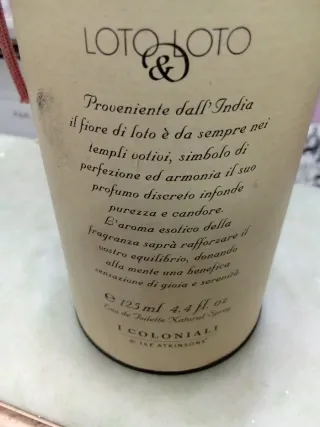 LOTO & LOTO
Proveniente dall'India
il fiore di loto è da sempre nei
templi votivi, simbolo di
perfezione ed armonia il suo
profumo discreto infonde
purezza e candore.
L'aroma esotico della
fragranza saprà rafforzare il
vostro equilibrio, donando
alla mente una benefica
sensazione di gioia e serenità.
℮ 125 ml 4.4 fl. oz
Eau de Toilette Natural Spray
I COLONIALI